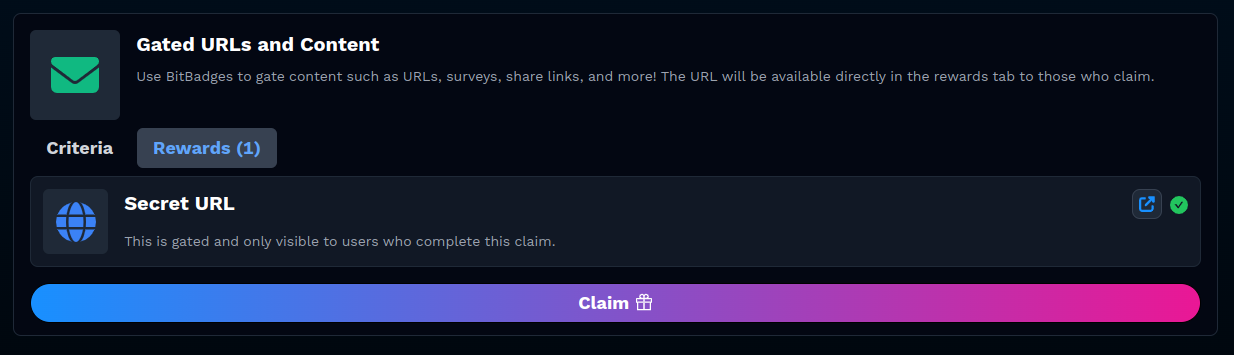 Gated URLs and Content
Use BitBadges to gate content such as URLs, surveys, share links, and more! The URL will be available directly in the rewards tab to those who claim.
Criteria
Rewards (1)
Secret URL
This is gated and only visible to users who complete this claim.
Claim